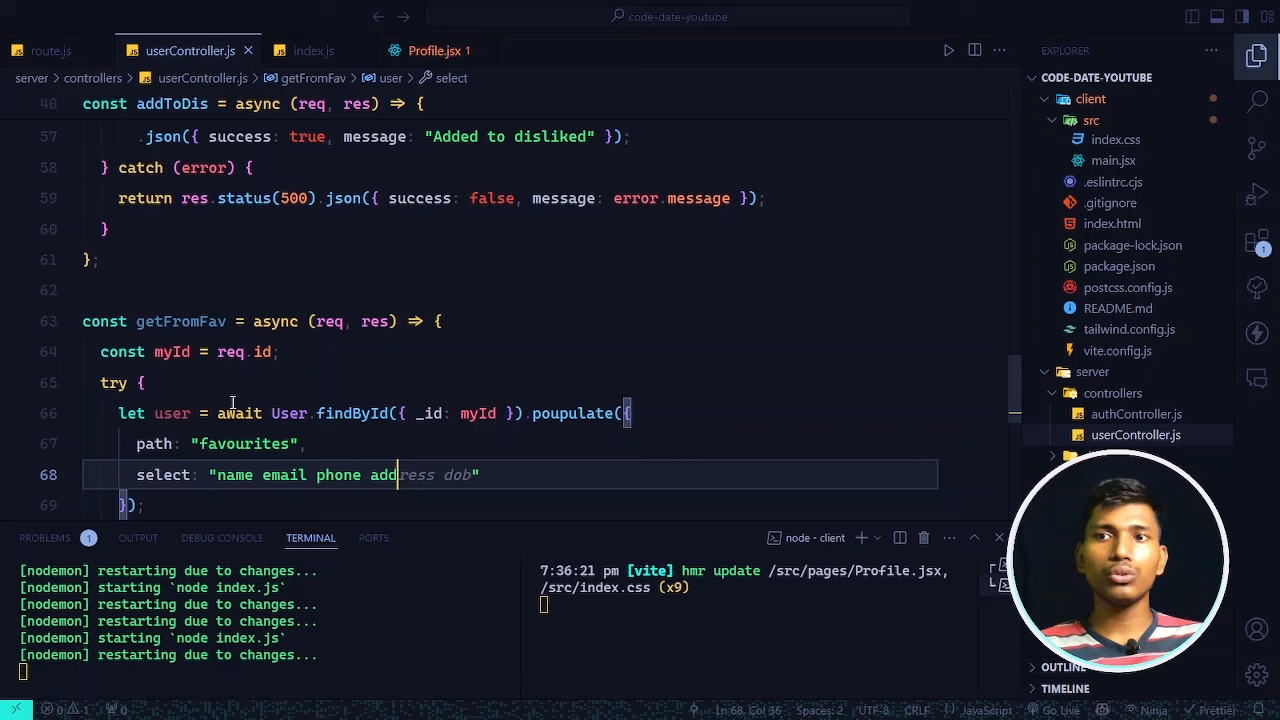 code-date-youtube
route.js
userController.js
index.js
Profile.jsx 1
EXPLORER
server > controllers > userController.js > getFromFav > user > select
CODE-DATE-YOUTUBE
40 const addToDis = async (req, res) => {
57 .json({ success: true, message: "Added to disliked" });
58 } catch (error) {
59 return res.status(500).json({ success: false, message: error.message });
60 }
61 };
62
63 const getFromFav = async (req, res) => {
64 const myId = req.id;
65 try {
66 let user = await User.findById({ _id: myId }).poupulate({
67 path: "favourites",
68 select: "name email phone address dob"
69 });
client
src
index.css
main.jsx
.eslintrc.cjs
.gitignore
index.html
package-lock.json
package.json
postcss.config.js
README.md
tailwind.config.js
vite.config.js
server
controllers
authController.js
userController.js
1
PROBLEMS 1
OUTPUT
DEBUG CONSOLE
TERMINAL
PORTS
node - client
[nodemon] restarting due to changes...
[nodemon] starting `node index.js`
[nodemon] restarting due to changes...
[nodemon] restarting due to changes...
[nodemon] starting `node index.js`
[nodemon] restarting due to changes...
7:36:21 pm [vite] hmr update /src/pages/Profile.jsx,
/src/index.css (x9)
OUTLINE
TIMELINE
0 1 0
Ln 68, Col 36
Spaces: 2
UTF-8
CRLF
{} JavaScript
Go Live
Ninja
Prettier